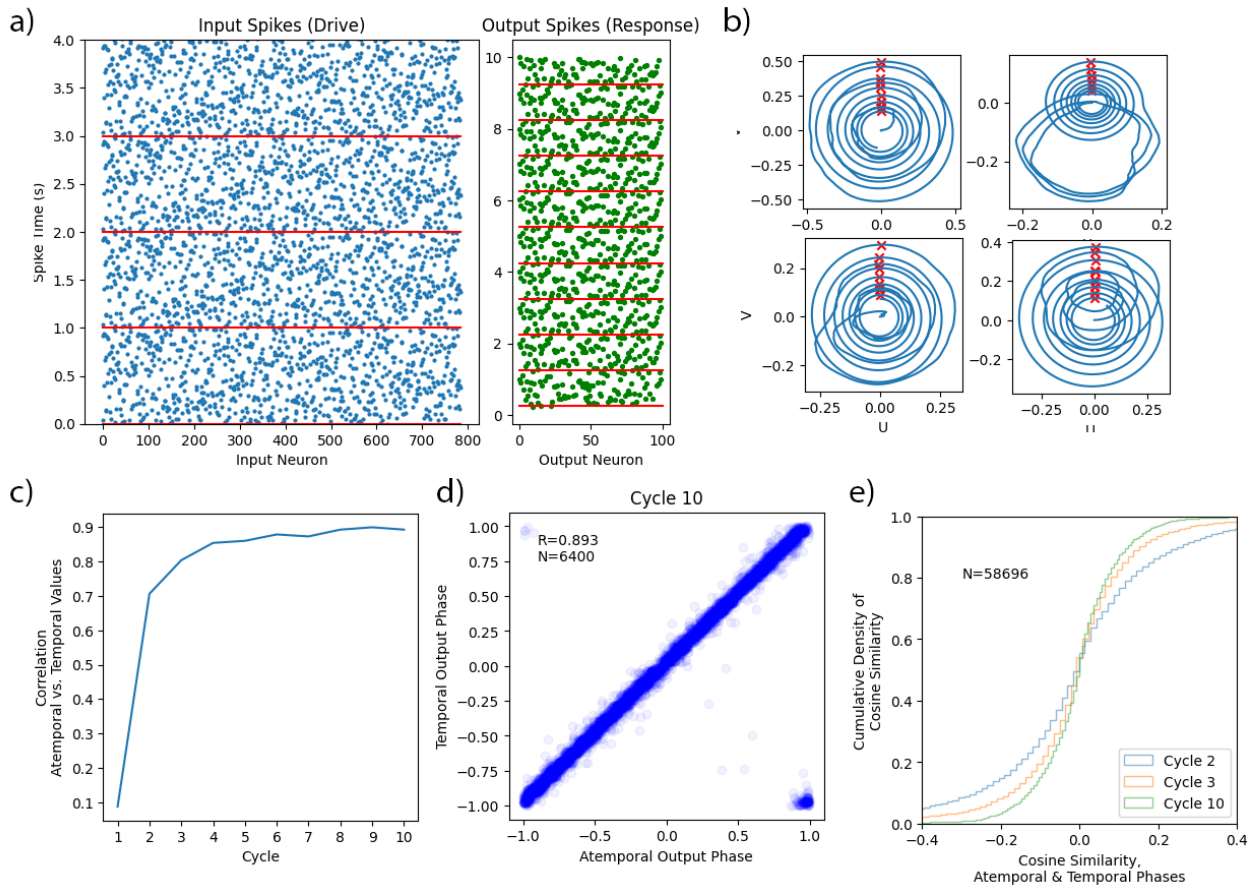 a)
Input Spikes (Drive)
Output Spikes (Response)
4.0
3.5
3.0
2.5
2.0
1.5
1.0
0.5
0.0
Spike Time (s)
0 100 200 300 400 500 600 700 800
Input Neuron
10
8
6
4
2
0
0 50 100
Output Neuron
b)
0.50
0.25
0.00
−0.25
−0.50
−0.5 0.0 0.5
0.0
−0.2
−0.2 0.0 0.2
0.2
0.0
−0.2
V
−0.25 0.00 0.25
U
0.4
0.2
0.0
−0.2
−0.25 0.00 0.25
c)
0.9
0.8
0.7
0.6
0.5
0.4
0.3
0.2
0.1
Correlation
Atemporal vs. Temporal Values
1 2 3 4 5 6 7 8 9 10
Cycle
d)
Cycle 10
R=0.893
N=6400
1.00
0.75
0.50
0.25
0.00
−0.25
−0.50
−0.75
−1.00
Temporal Output Phase
−1.0 −0.5 0.0 0.5 1.0
Atemporal Output Phase
e)
1.0
0.8
0.6
0.4
0.2
0.0
Cumulative Density of
Cosine Similarity
N=58696
Cycle 2
Cycle 3
Cycle 10
−0.4 −0.2 0.0 0.2 0.4
Cosine Similarity,
Atemporal & Temporal Phases